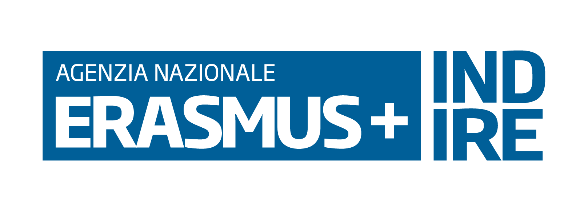 AGENZIA NAZIONALE
ERASMUS+
IND
IRE